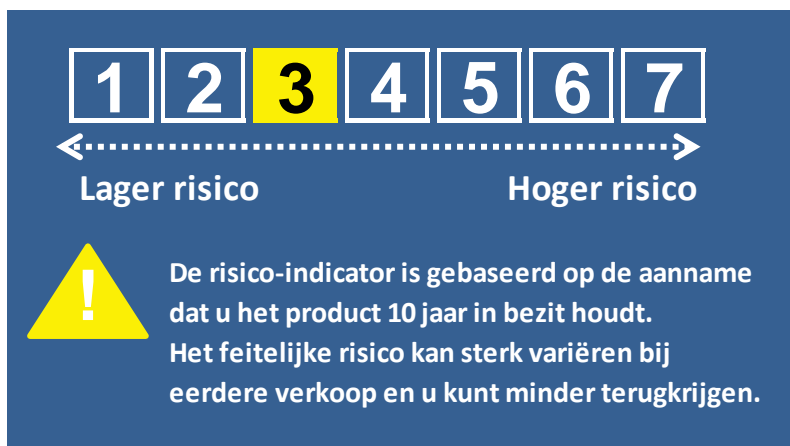 1 2 3 4 5 6 7
Lager risico Hoger risico
!
De risico-indicator is gebaseerd op de aanname
dat u het product 10 jaar in bezit houdt.
Het feitelijke risico kan sterk variëren bij
eerdere verkoop en u kunt minder terugkrijgen.